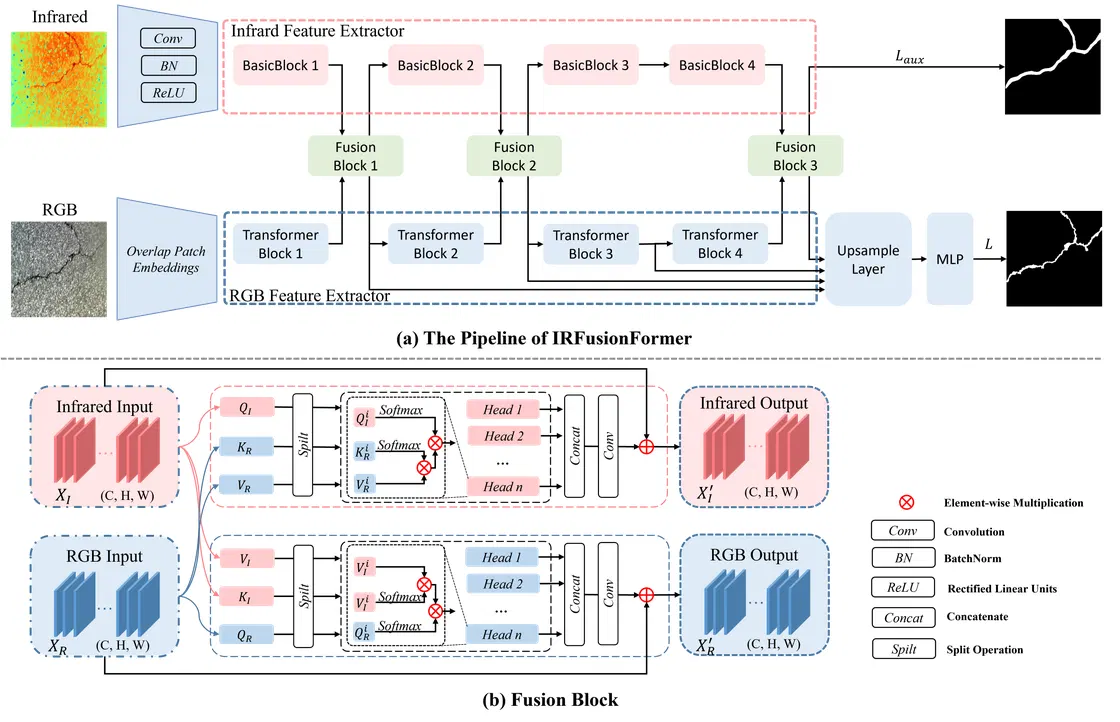 Infrared
Conv
BN
ReLU
Infrard Feature Extractor
BasicBlock 1
BasicBlock 2
BasicBlock 3
BasicBlock 4
L_aux
Fusion
Block 1
Fusion
Block 2
Fusion
Block 3
RGB
Overlap Patch
Embeddings
Transformer
Block 1
Transformer
Block 2
Transformer
Block 3
Transformer
Block 4
RGB Feature Extractor
Upsample
Layer
MLP
L
(a) The Pipeline of IRFusionFormer
Infrared Input
...
X_I
(C, H, W)
Q_I
K_R
V_R
Spilt
Q_I^i
Softmax
K_R^i
Softmax
V_R^i
Head 1
Head 2
...
Head n
Concat
Conv
Infrared Output
...
X'_I
(C, H, W)
RGB Input
...
X_R
(C, H, W)
V_I
K_I
Q_R
Spilt
V_I^i
V_I^i
Softmax
Q_R^i
Softmax
Head 1
Head 2
...
Head n
Concat
Conv
RGB Output
...
X'_R
(C, H, W)
Element-wise Multiplication
Conv
Convolution
BN
BatchNorm
ReLU
Rectified Linear Units
Concat
Concatenate
Spilt
Split Operation
(b) Fusion Block